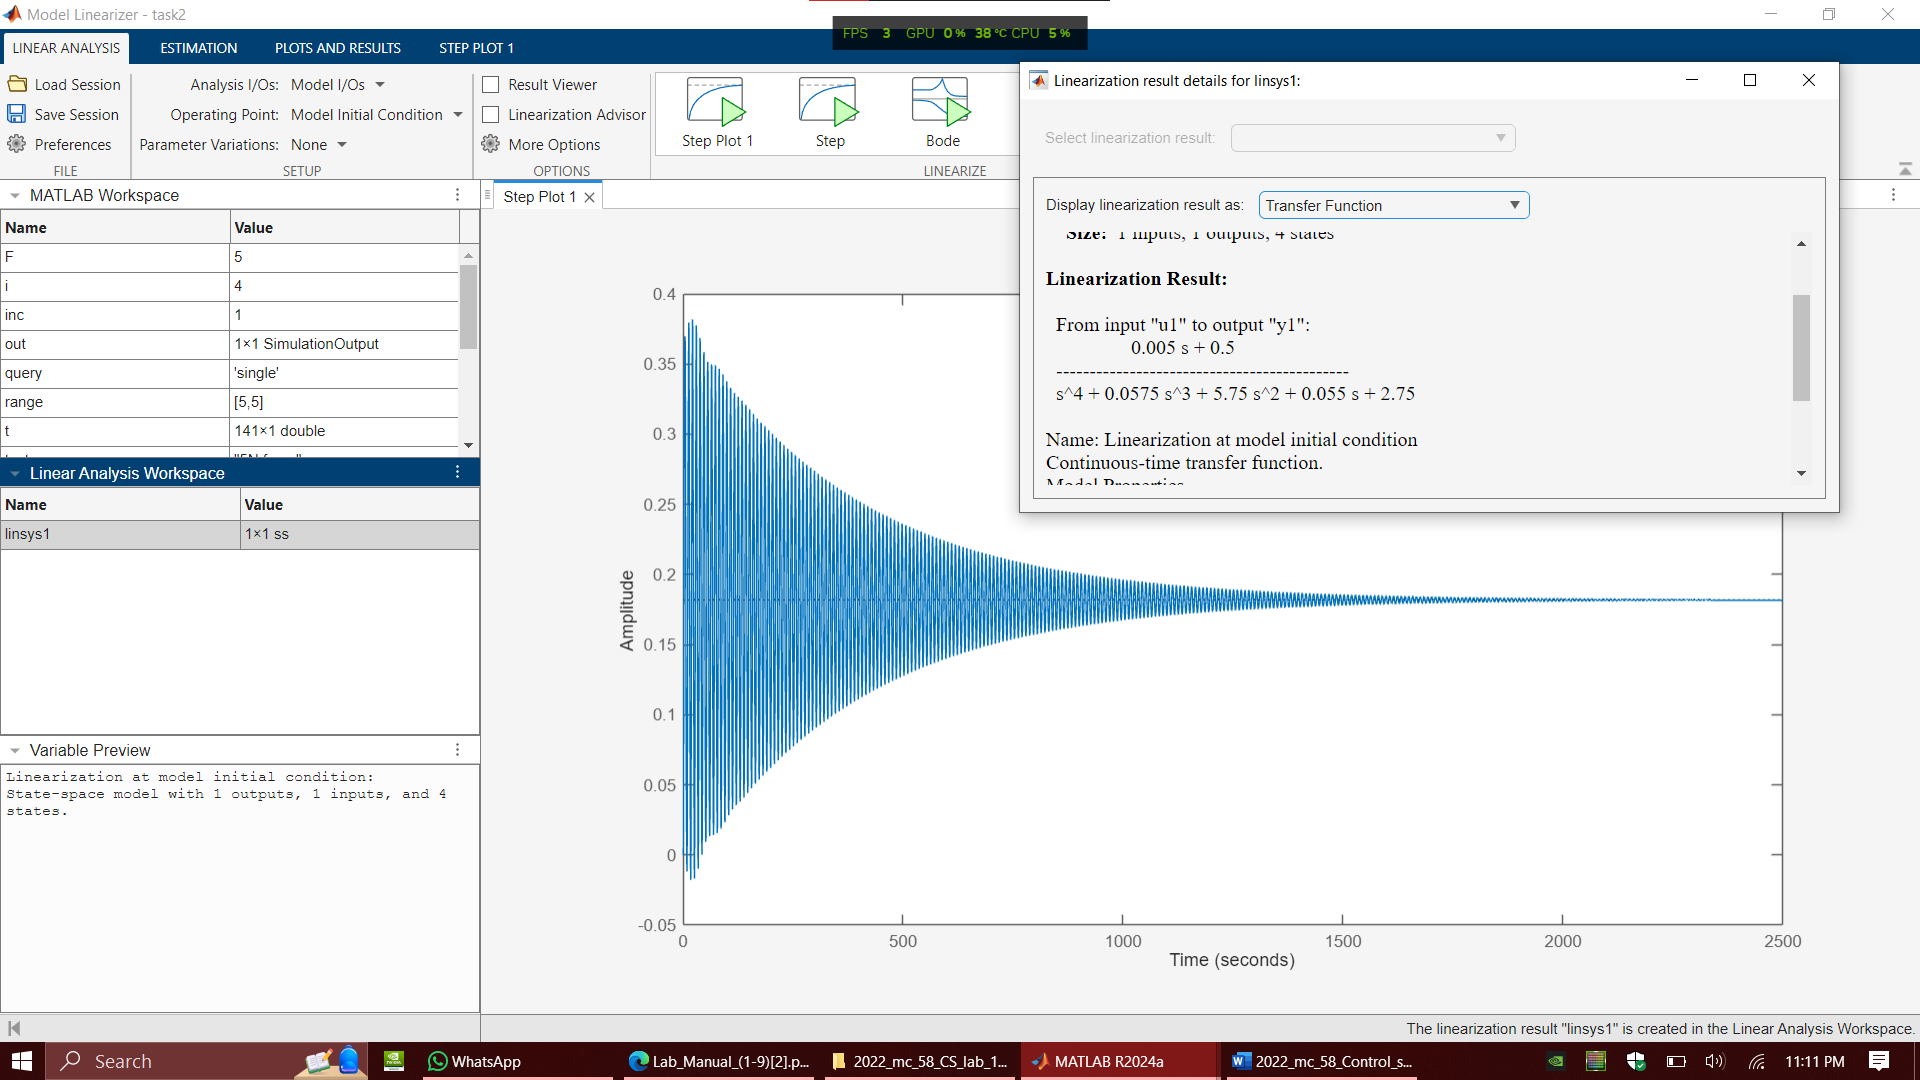 Model Linearizer - task2
FPS 3 GPU 0 % 38 °C CPU 5 %
LINEAR ANALYSIS
ESTIMATION
PLOTS AND RESULTS
STEP PLOT 1
Load Session
Save Session
Preferences
FILE
Analysis I/Os: Model I/Os
Operating Point: Model Initial Condition
Parameter Variations: None
SETUP
Result Viewer
Linearization Advisor
More Options
OPTIONS
Step Plot 1
Step
Bode
LINEARIZE
MATLAB Workspace
Name Value
F 5
i 4
inc 1
out 1×1 SimulationOutput
query 'single'
range [5,5]
t 141×1 double
Linear Analysis Workspace
Name Value
linsys1 1×1 ss
Variable Preview
Linearization at model initial condition:
State-space model with 1 outputs, 1 inputs, and 4
states.
Step Plot 1
0.4
0.35
0.3
0.25
0.2
0.15
0.1
0.05
0
-0.05
Amplitude
0 500 1000 1500 2000 2500
Time (seconds)
Linearization result details for linsys1:
Select linearization result:
Display linearization result as: Transfer Function
Size: 1 inputs, 1 outputs, 4 states
Linearization Result:
From input "u1" to output "y1":
0.005 s + 0.5
--------------------------------------------
s^4 + 0.0575 s^3 + 5.75 s^2 + 0.055 s + 2.75
Name: Linearization at model initial condition
Continuous-time transfer function.
Model Properties
The linearization result "linsys1" is created in the Linear Analysis Workspace.
Search
WhatsApp
Lab_Manual_(1-9)[2].p...
2022_mc_58_CS_lab_1...
MATLAB R2024a
2022_mc_58_Control_s...
11:11 PM